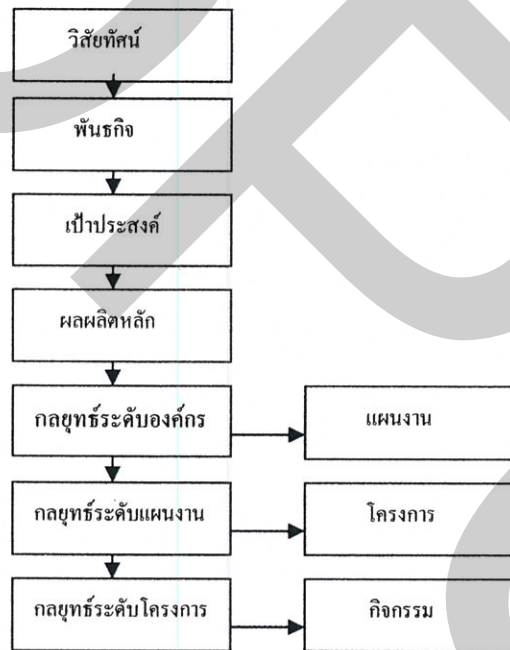 วิสัยทัศน์
พันธกิจ
เป้าประสงค์
ผลผลิตหลัก
กลยุทธ์ระดับองค์กร
แผนงาน
กลยุทธ์ระดับแผนงาน
โครงการ
กลยุทธ์ระดับโครงการ
กิจกรรม